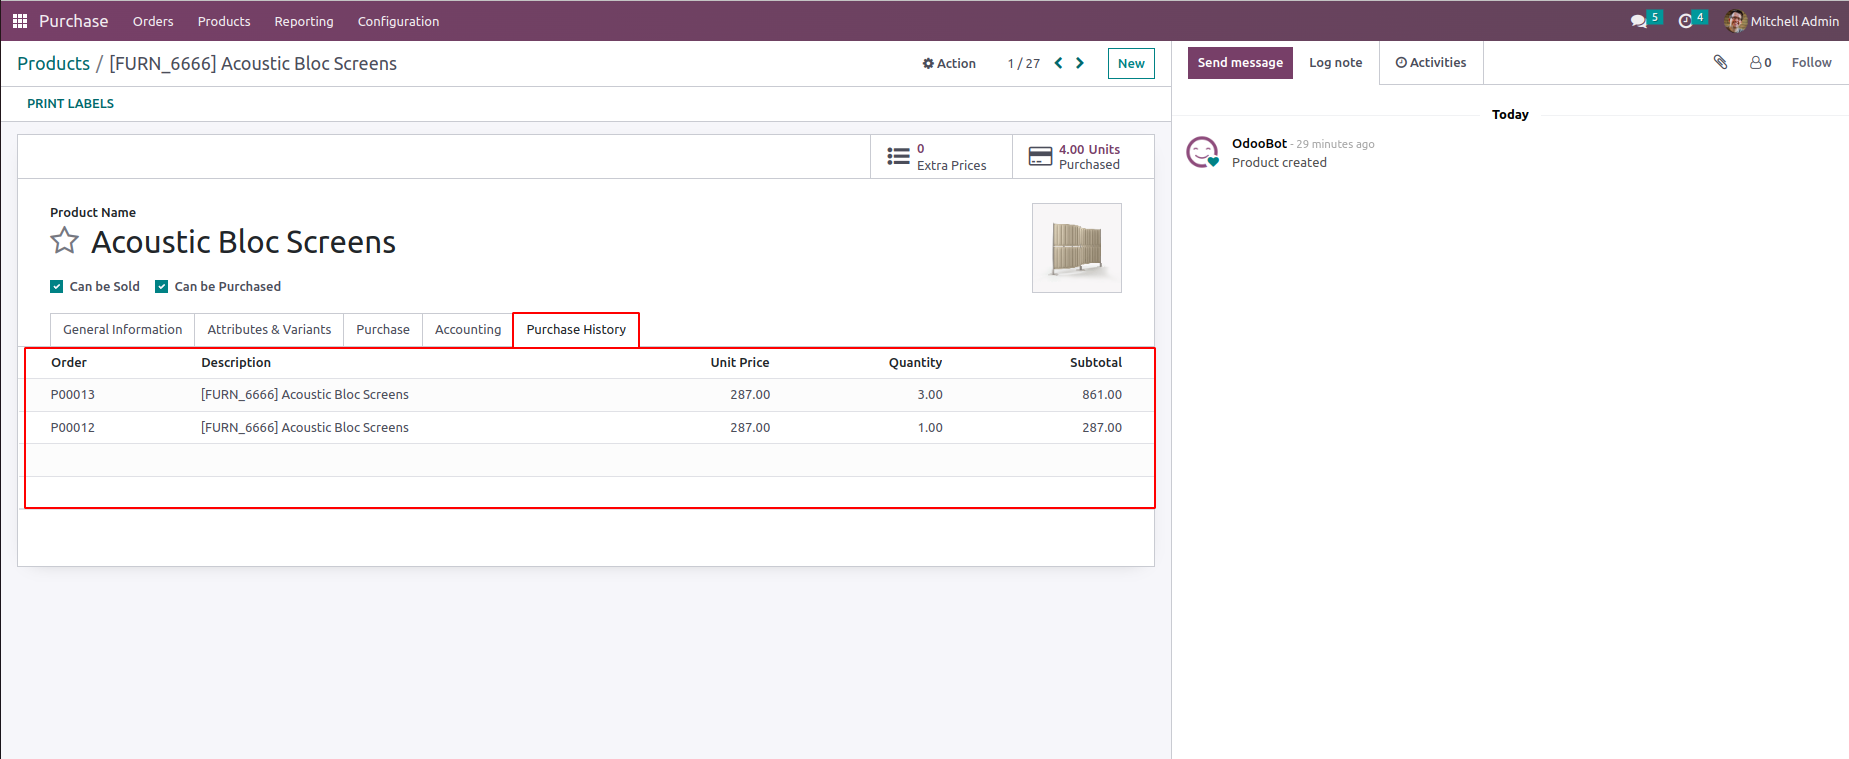 Purchase Orders Products Reporting Configuration 5 4 Mitchell Admin
Products / [FURN_6666] Acoustic Bloc Screens Action 1 / 27 New
Send message Log note Activities 0 Follow
PRINT LABELS
0
Extra Prices
4.00 Units
Purchased
Product Name
Acoustic Bloc Screens
Can be Sold Can be Purchased
General Information Attributes & Variants Purchase Accounting Purchase History
Order Description Unit Price Quantity Subtotal
P00013 [FURN_6666] Acoustic Bloc Screens 287.00 3.00 861.00
P00012 [FURN_6666] Acoustic Bloc Screens 287.00 1.00 287.00
Today
OdooBot - 29 minutes ago
Product created